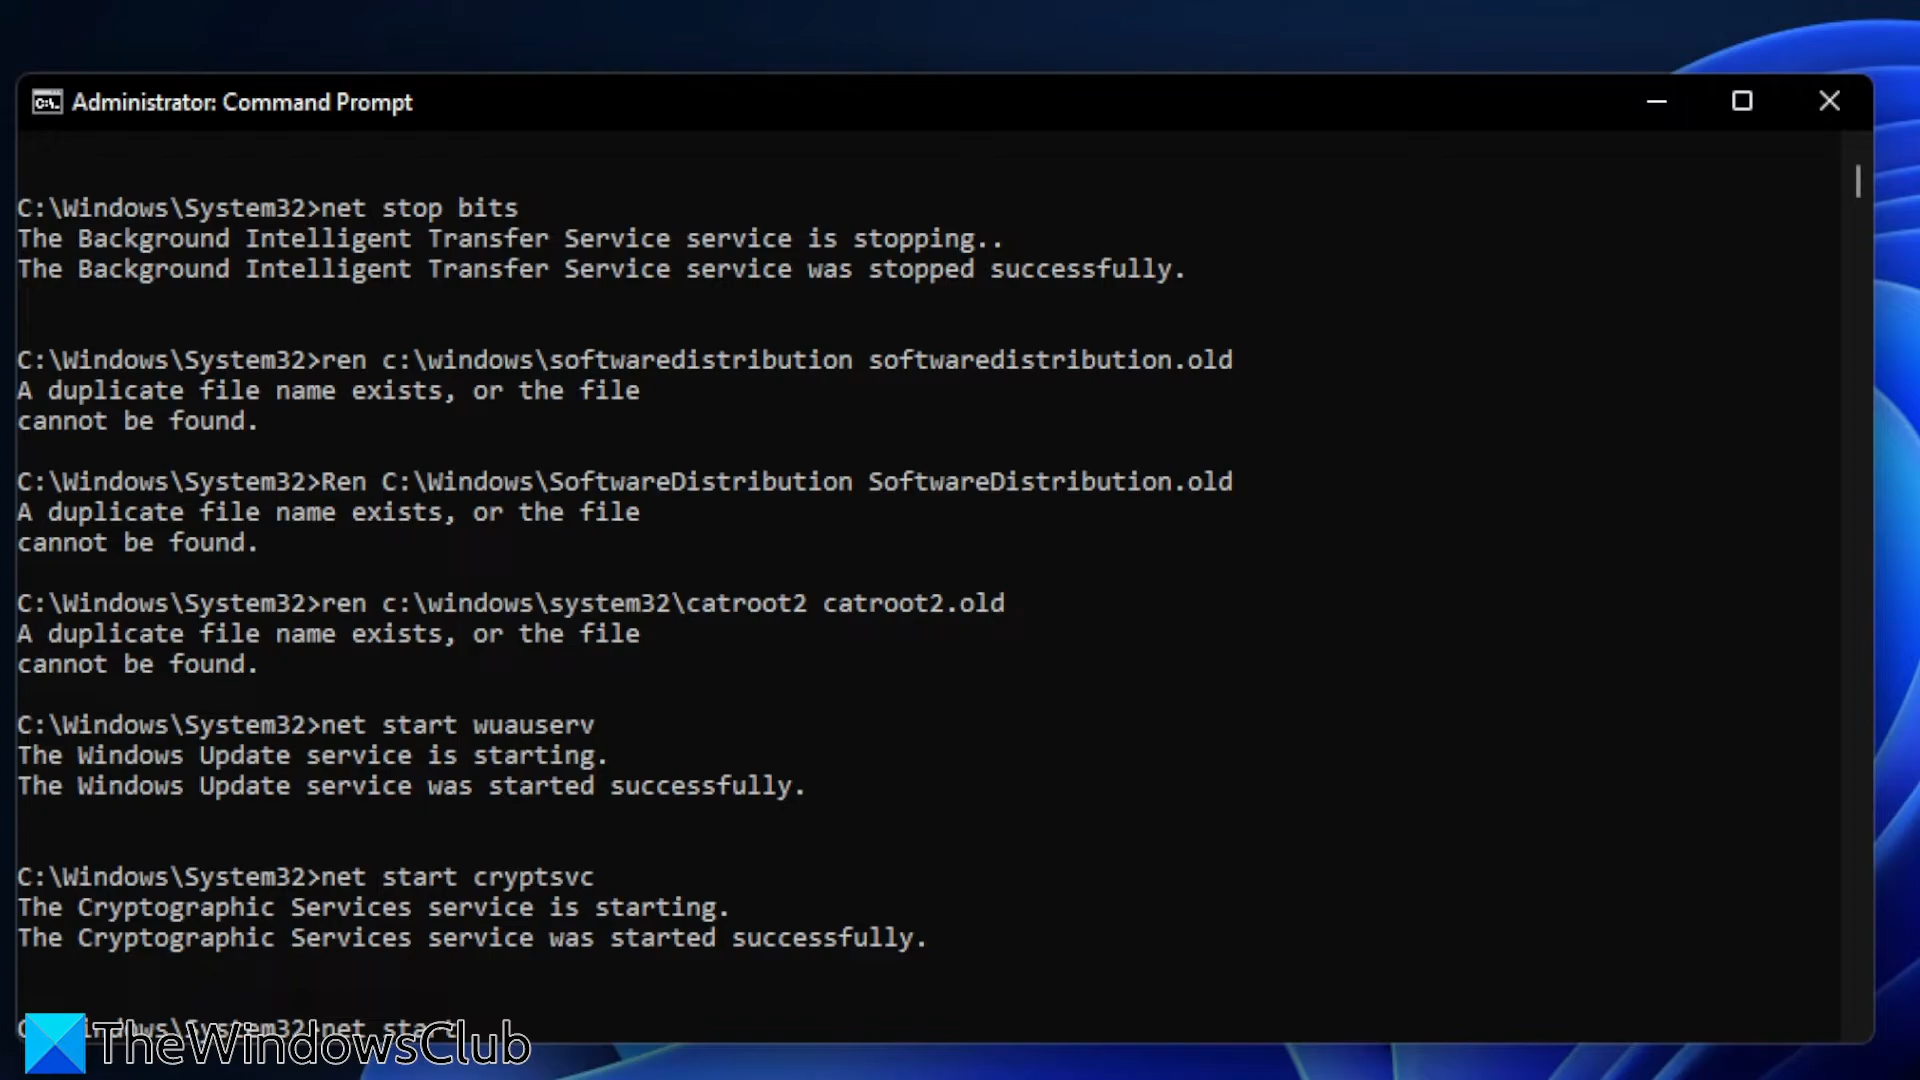 Administrator: Command Prompt
C:\Windows\System32>net stop bits
The Background Intelligent Transfer Service service is stopping..
The Background Intelligent Transfer Service service was stopped successfully.
C:\Windows\System32>ren c:\windows\softwaredistribution softwaredistribution.old
A duplicate file name exists, or the file
cannot be found.
C:\Windows\System32>Ren C:\Windows\SoftwareDistribution SoftwareDistribution.old
A duplicate file name exists, or the file
cannot be found.
C:\Windows\System32>ren c:\windows\system32\catroot2 catroot2.old
A duplicate file name exists, or the file
cannot be found.
C:\Windows\System32>net start wuauserv
The Windows Update service is starting.
The Windows Update service was started successfully.
C:\Windows\System32>net start cryptsvc
The Cryptographic Services service is starting.
The Cryptographic Services service was started successfully.
net start
TheWindowsClub